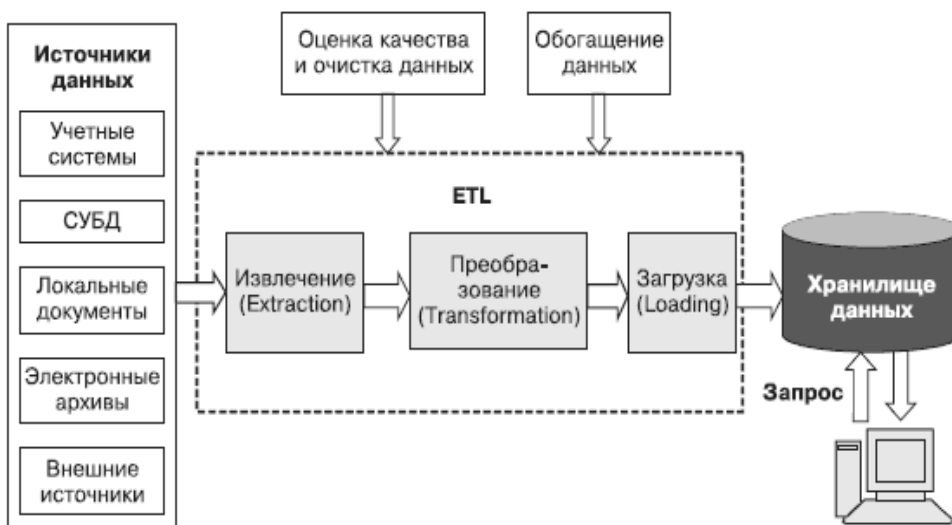 Источники
данных
Учетные
системы
СУБД
Локальные
документы
Электронные
архивы
Внешние
источники
Оценка качества
и очистка данных
Обогащение
данных
ETL
Извлечение
(Extraction)
Преобра-
зование
(Transformation)
Загрузка
(Loading)
Хранилище
данных
Запрос